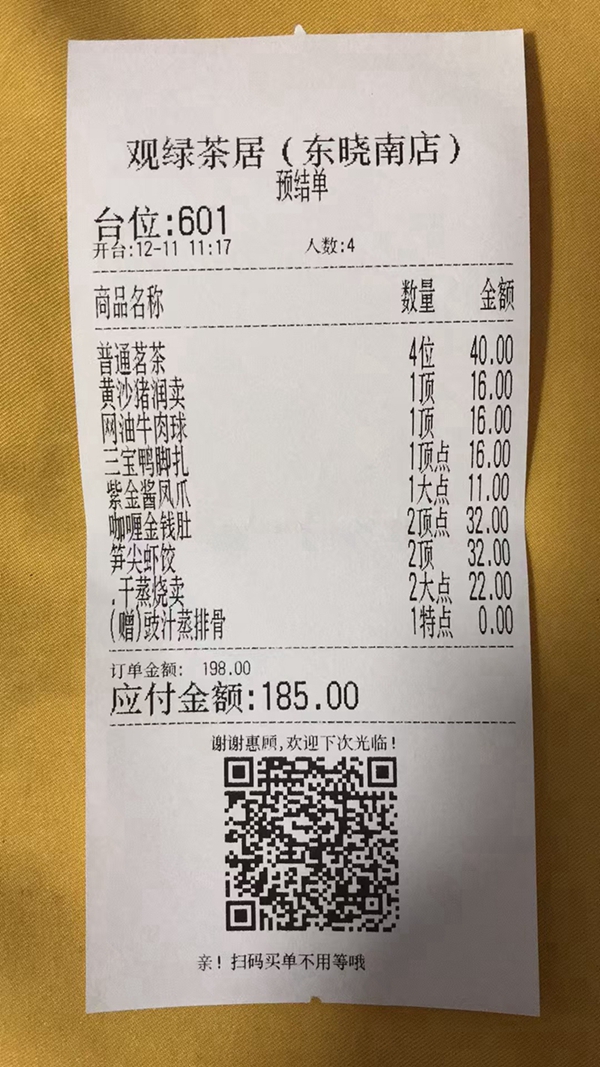 观绿茶居（东晓南店）
预结单
台位:601
开台:12-11 11:17 人数:4
商品名称 数量 金额
普通茗茶 4位 40.00
黄沙猪润卖 1顶 16.00
网油牛肉球 1顶 16.00
三宝鸭脚扎 1顶点 16.00
紫金酱凤爪 1大点 11.00
咖喱金钱肚 2顶点 32.00
笋尖虾饺 2顶 32.00
.干蒸烧卖 2大点 22.00
(赠)豉汁蒸排骨 1特点 0.00
订单金额: 198.00
应付金额:185.00
谢谢惠顾,欢迎下次光临!
亲! 扫码买单不用等哦